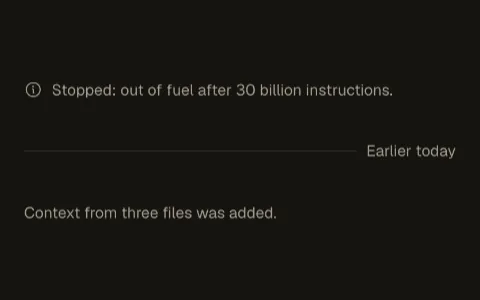 Stopped: out of fuel after 30 billion instructions.
Earlier today
Context from three files was added.